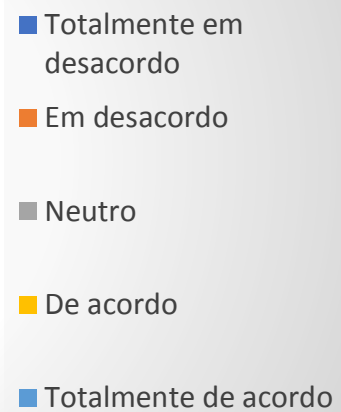 Totalmente em
desacordo
Em desacordo
Neutro
De acordo
Totalmente de acordo